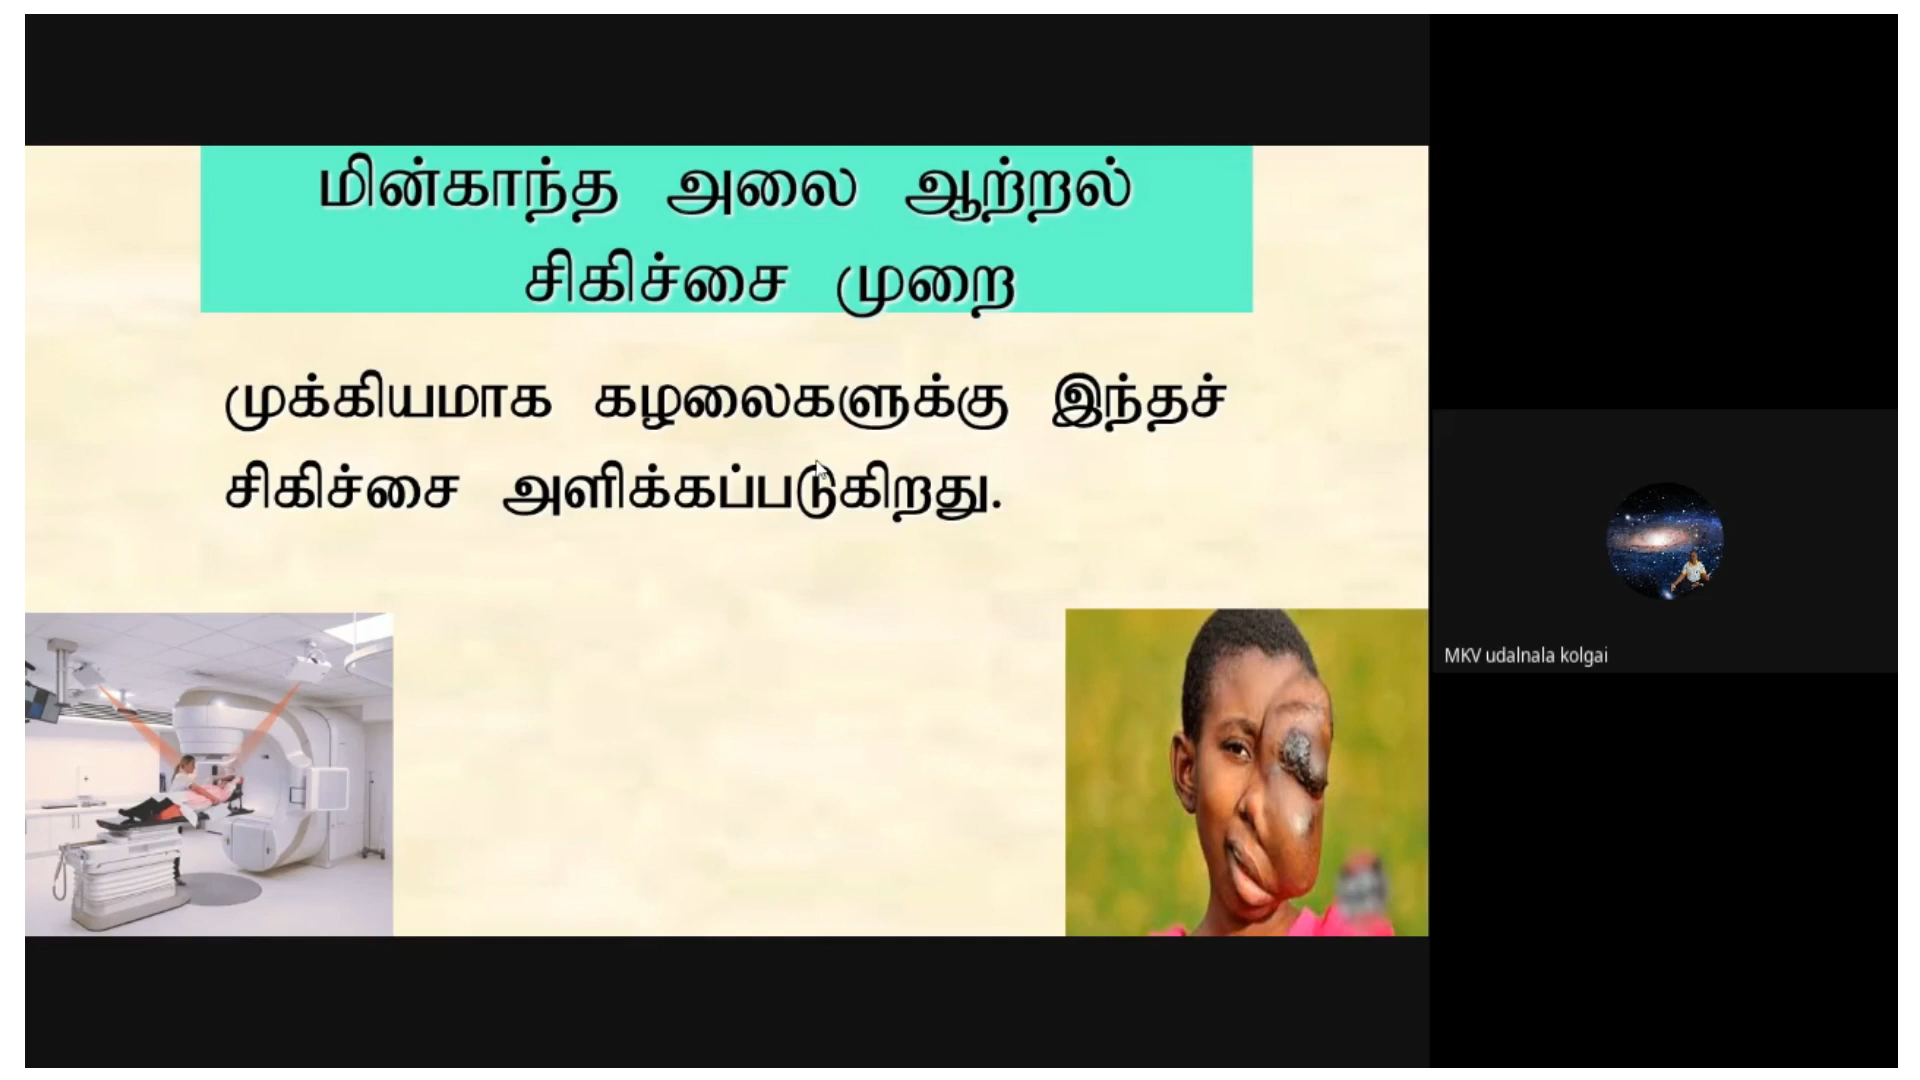 மின்காந்த அலை ஆற்றல்
சிகிச்சை முறை
முக்கியமாக கழலைகளுக்கு இந்தச்
சிகிச்சை அளிக்கப்படுகிறது.
MKV udalnala kolgai